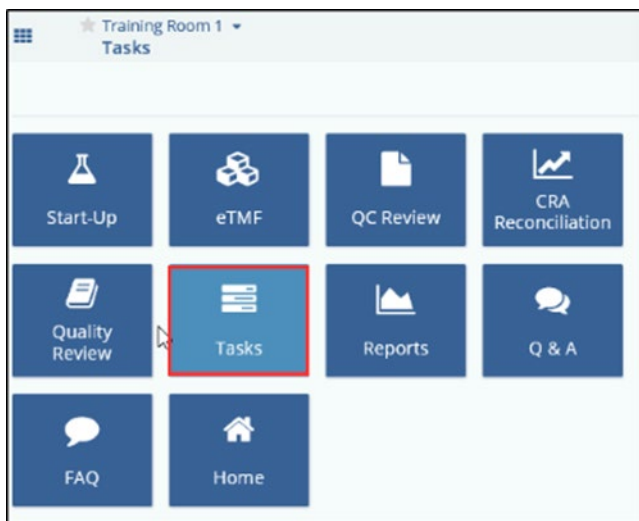 Training Room 1
Tasks
Start-Up
eTMF
QC Review
CRA
Reconciliation
Quality
Review
Tasks
Reports
Q & A
FAQ
Home